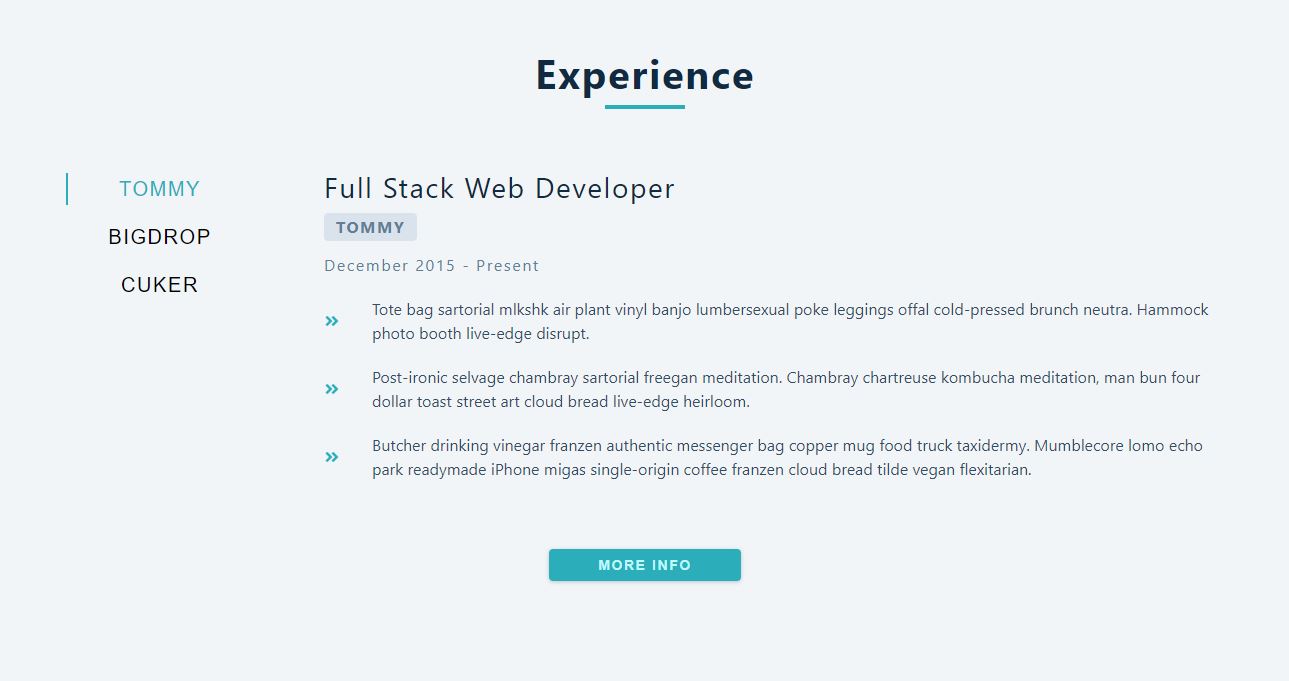 Experience
TOMMY
BIGDROP
CUKER
Full Stack Web Developer
TOMMY
December 2015 - Present
Tote bag sartorial mlkshk air plant vinyl banjo lumbersexual poke leggings offal cold-pressed brunch neutra. Hammock
photo booth live-edge disrupt.
Post-ironic selvage chambray sartorial freegan meditation. Chambray chartreuse kombucha meditation, man bun four
dollar toast street art cloud bread live-edge heirloom.
Butcher drinking vinegar franzen authentic messenger bag copper mug food truck taxidermy. Mumblecore lomo echo
park readymade iPhone migas single-origin coffee franzen cloud bread tilde vegan flexitarian.
MORE INFO